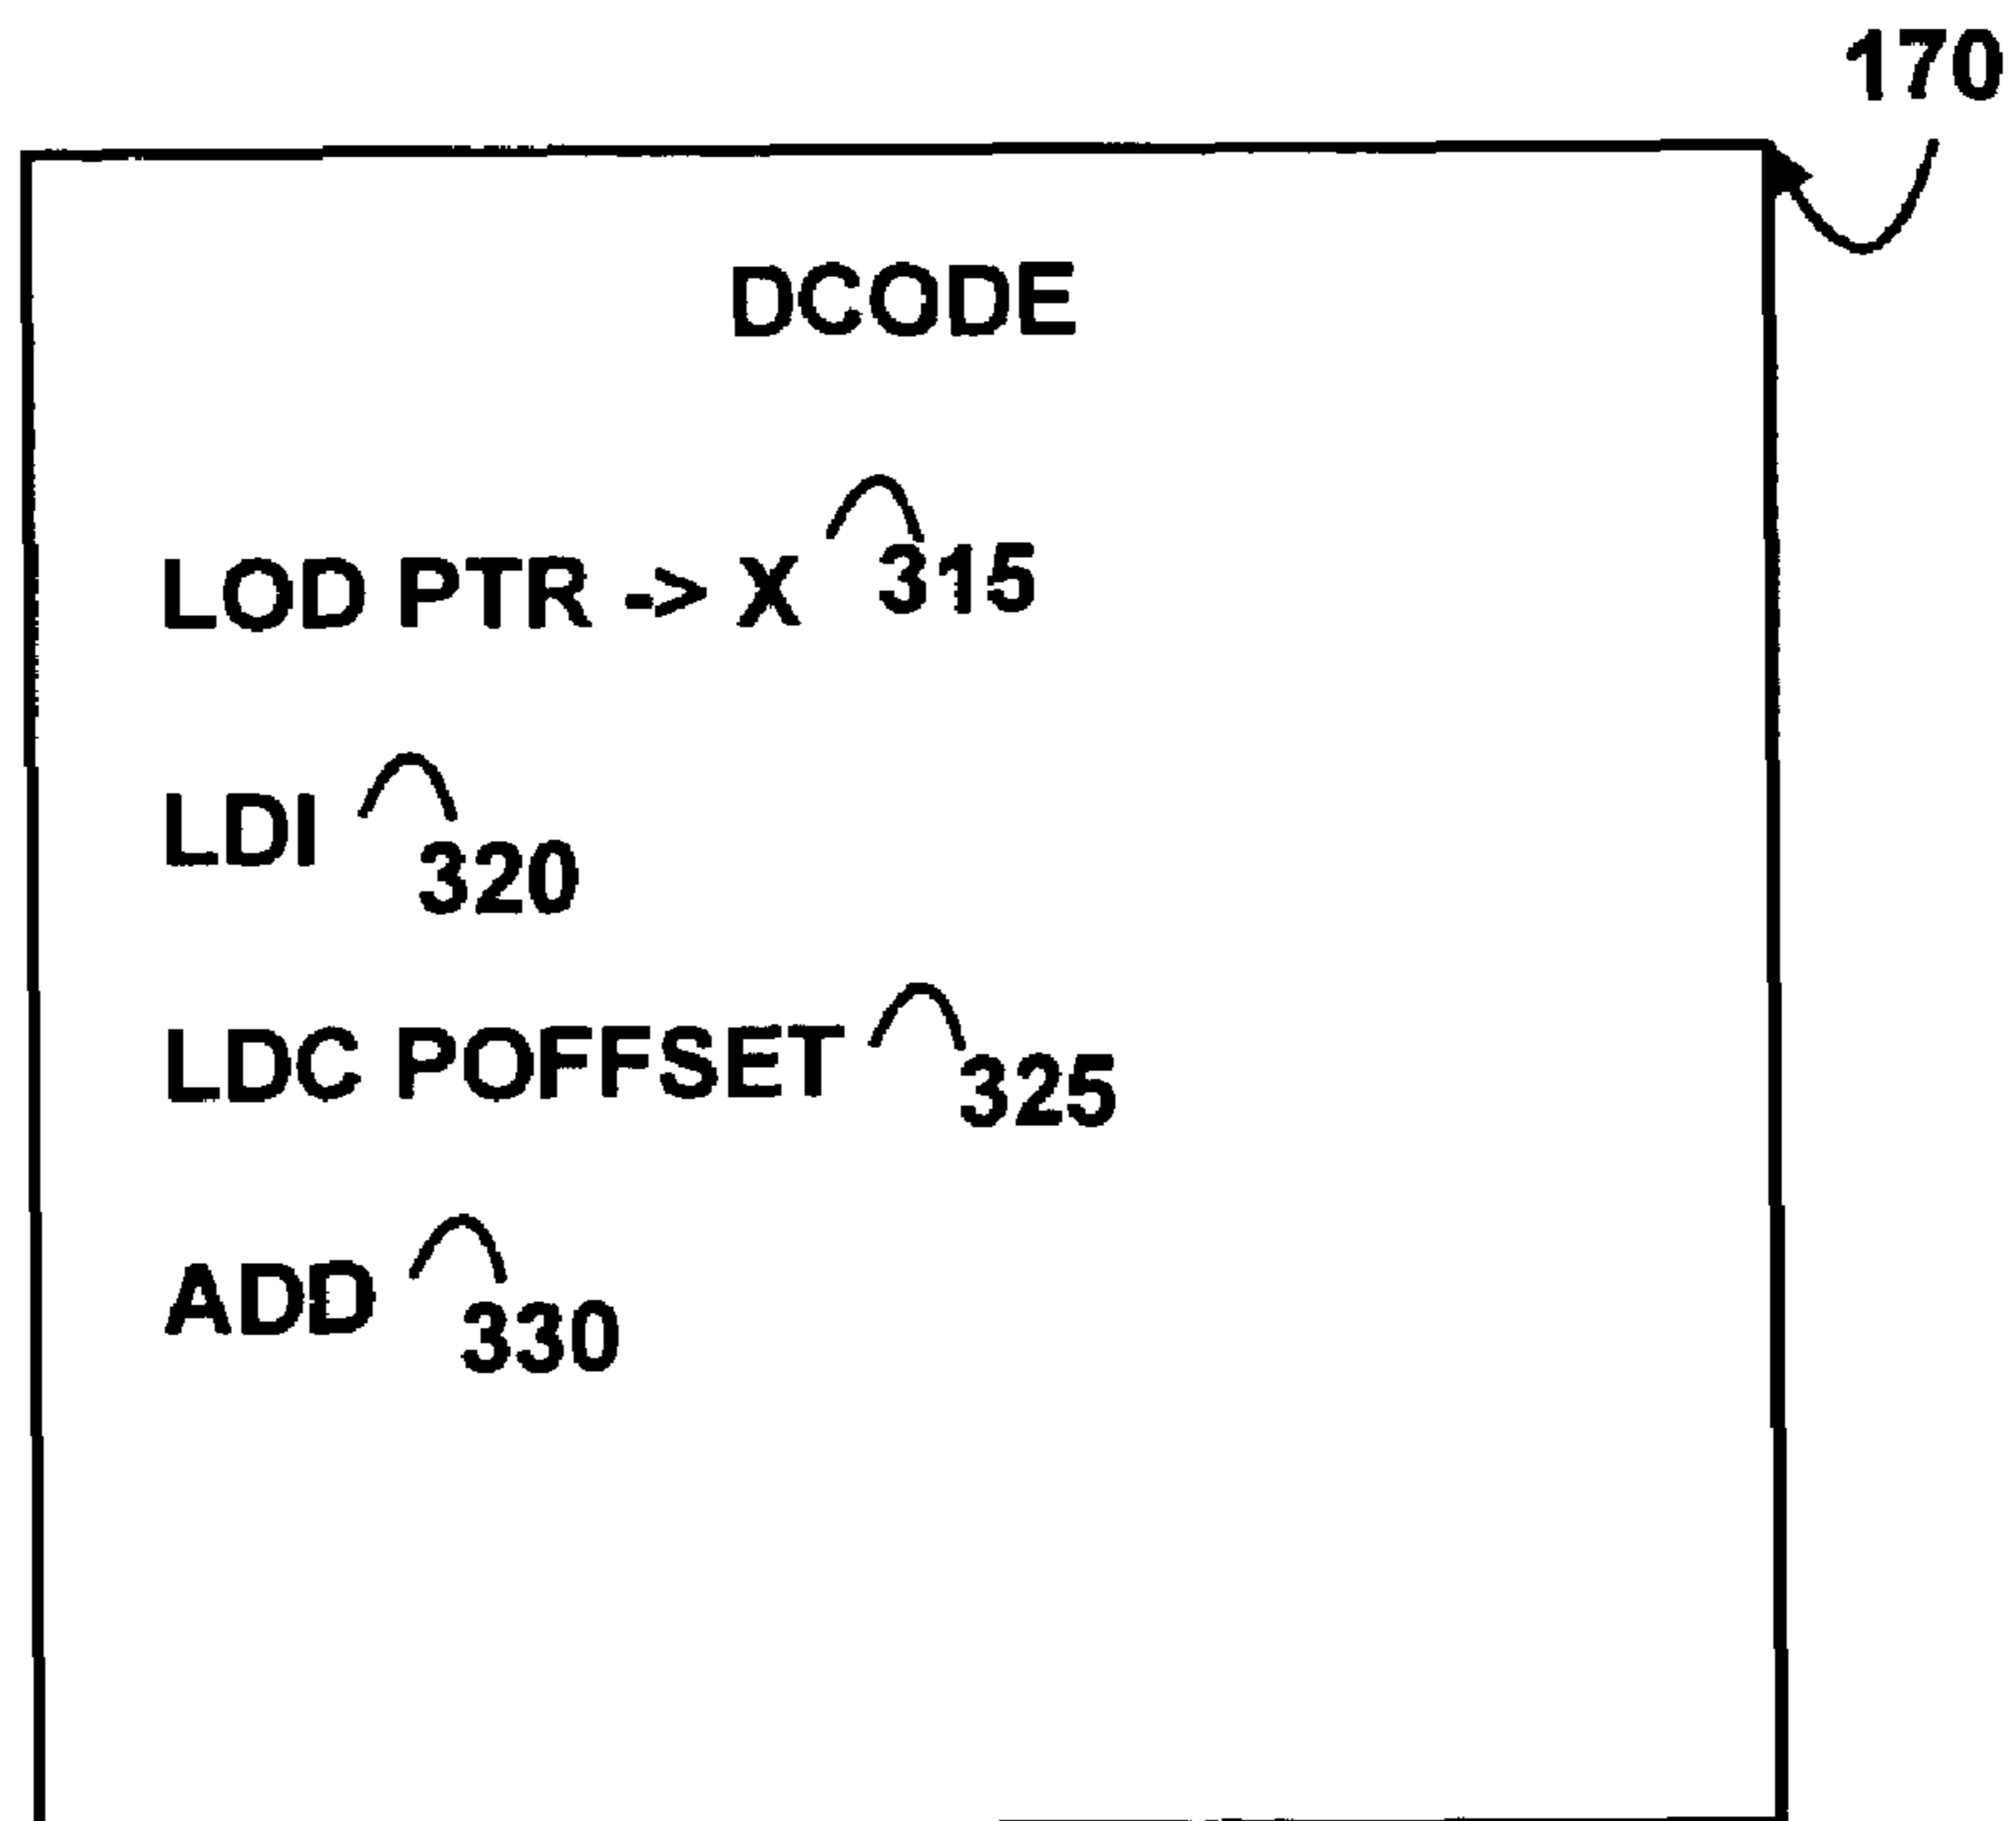 170
DCODE
LOD PTR -> X 315
LDI 320
LDC POFFSET 325
ADD 330